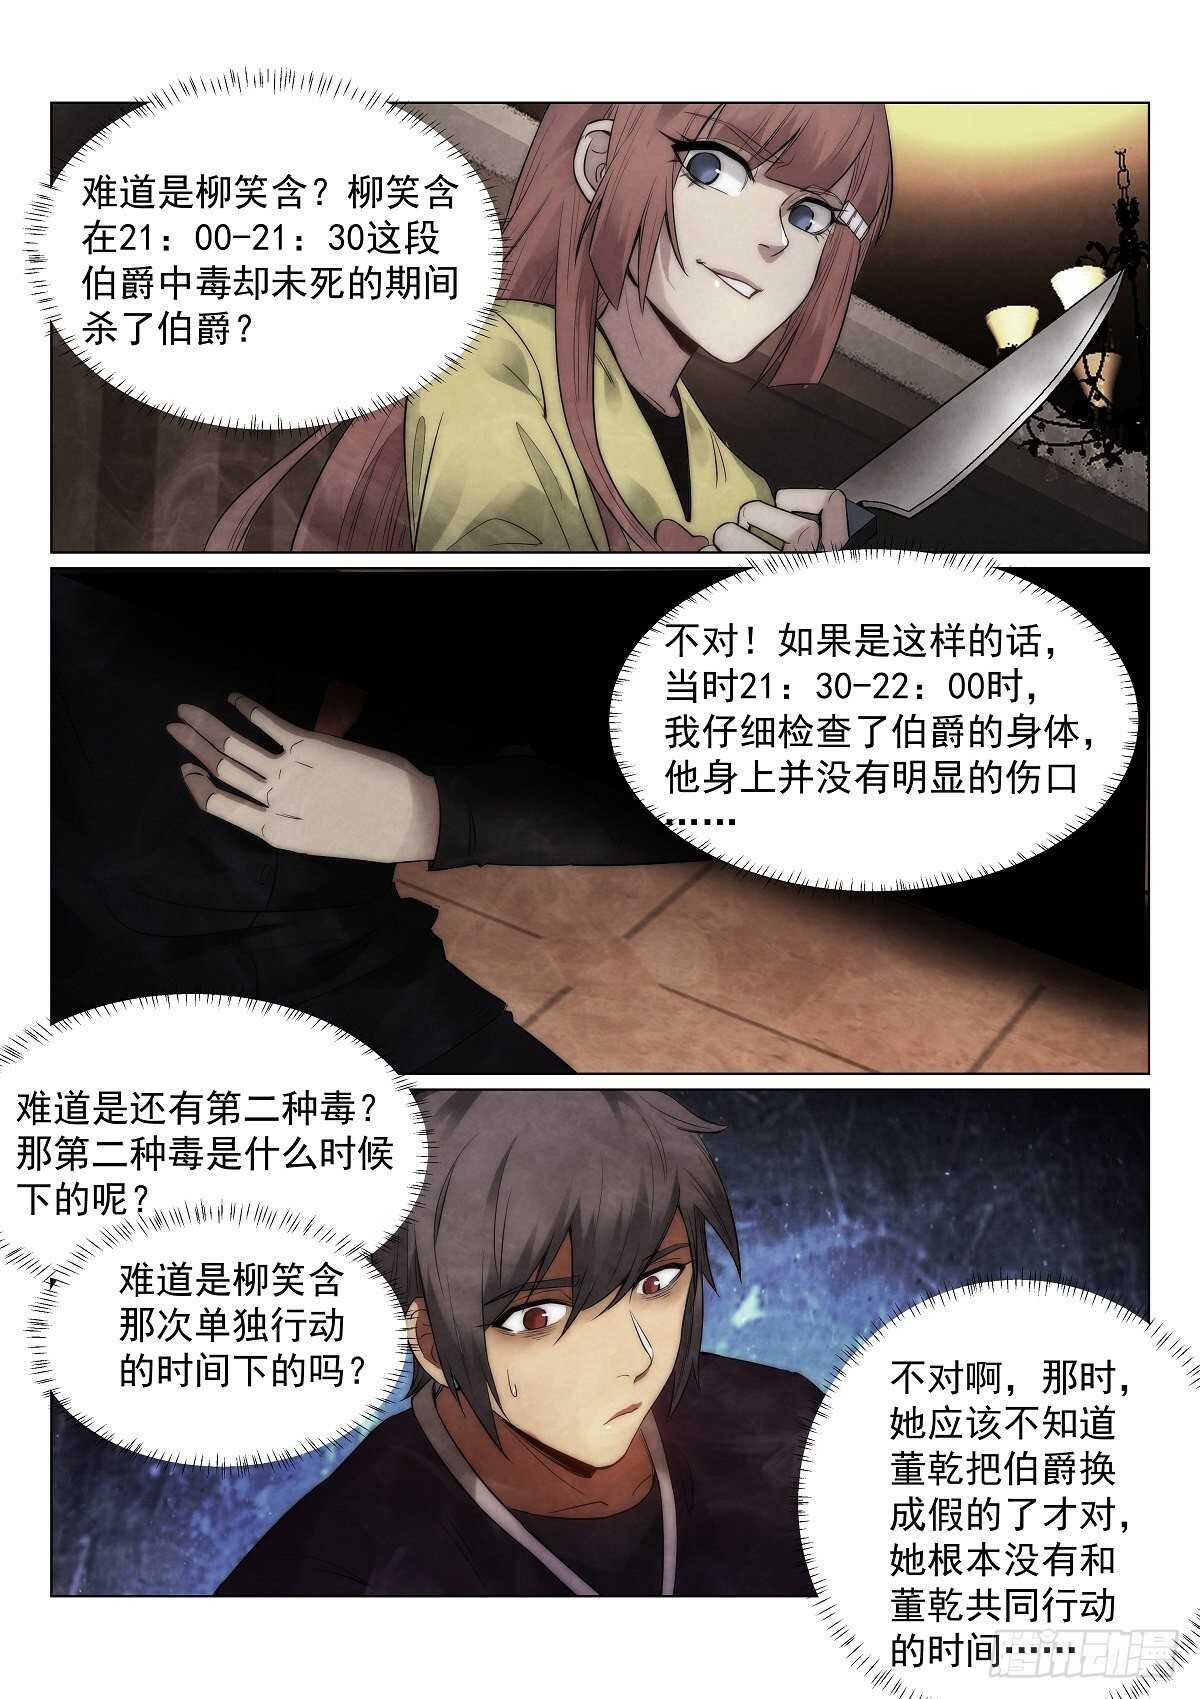 难道是柳笑含？柳笑含
在21：00-21：30这段
伯爵中毒却未死的期间
杀了伯爵？
不对！如果是这样的话，
当时21：30-22：00时，
我仔细检查了伯爵的身体，
他身上并没有明显的伤口
……
难道是还有第二种毒？
那第二种毒是什么时候
下的呢？
难道是柳笑含
那次单独行动
的时间下的吗？
不对啊，那时，
她应该不知道
董乾把伯爵换
成假的了才对，
她根本没有和
董乾共同行动
的时间……
腾讯动漫